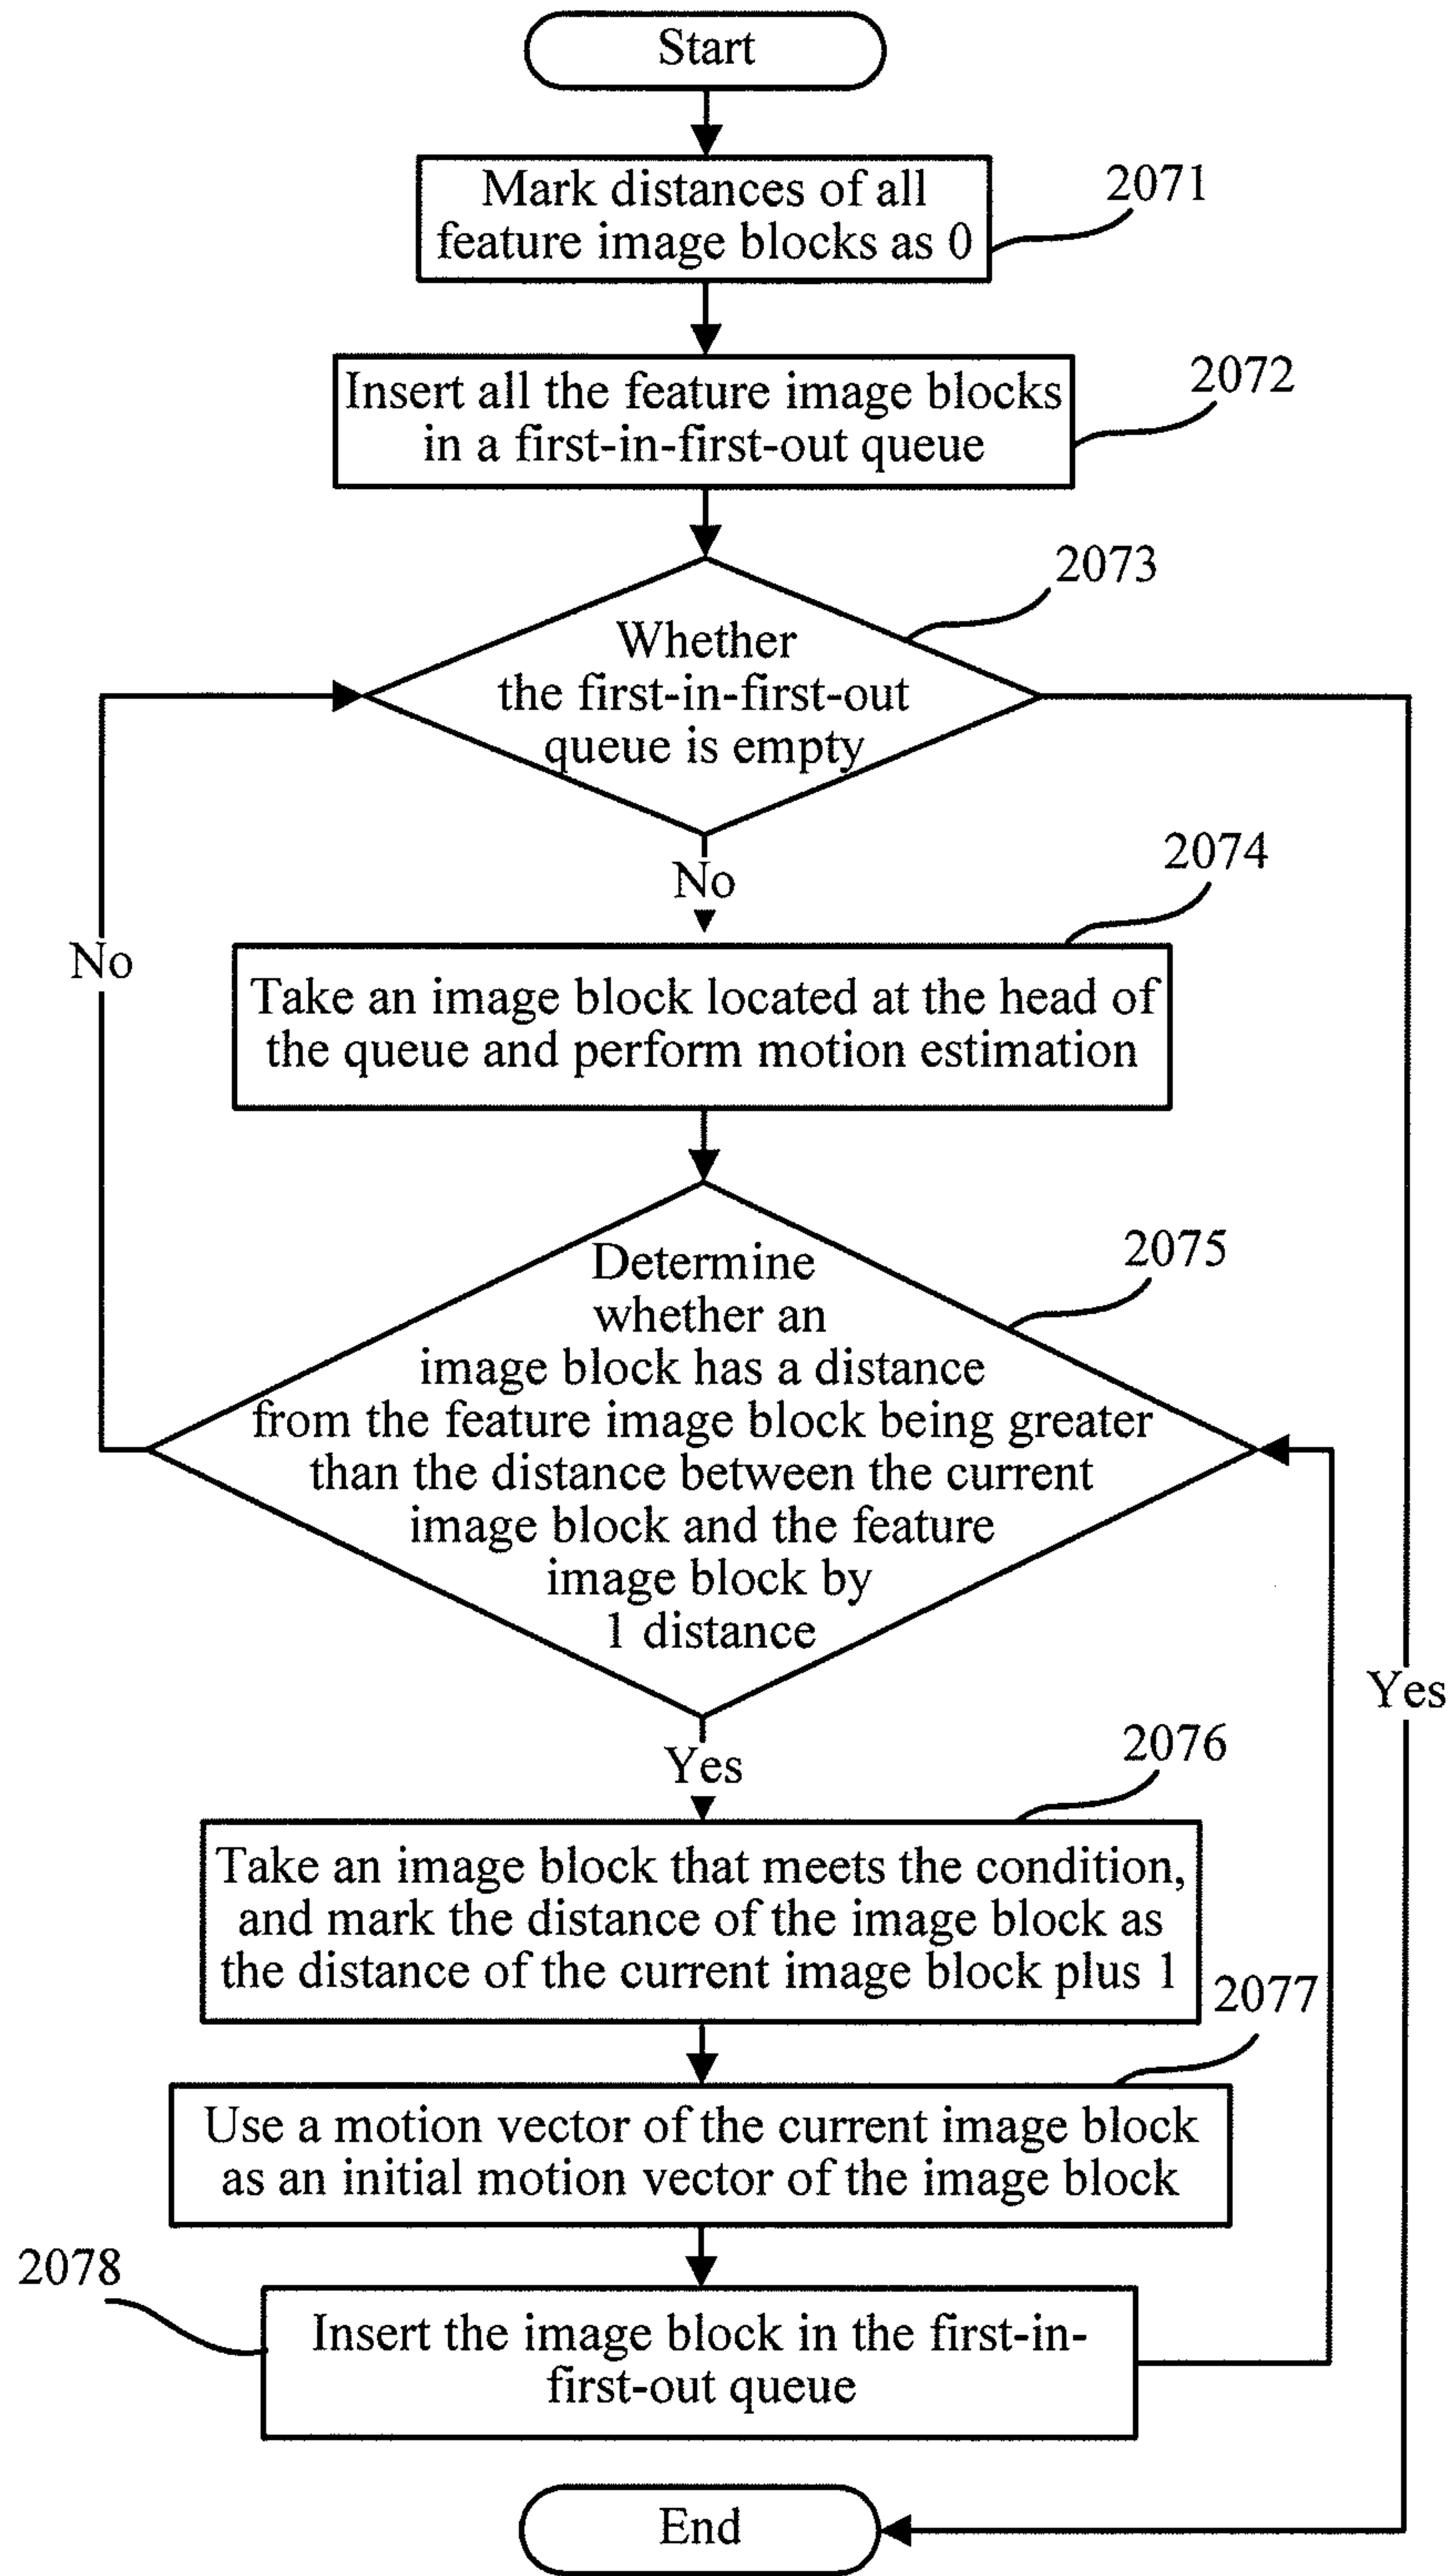 Start
Mark distances of all
feature image blocks as 0
2071
Insert all the feature image blocks
in a first-in-first-out queue
2072
Whether
the first-in-first-out
queue is empty
2073
No
Yes
Take an image block located at the head of
the queue and perform motion estimation
2074
Determine
whether an
image block has a distance
from the feature image block being greater
than the distance between the current
image block and the feature
image block by
1 distance
2075
No
Yes
Take an image block that meets the condition,
and mark the distance of the image block as
the distance of the current image block plus 1
2076
Use a motion vector of the current image block
as an initial motion vector of the image block
2077
Insert the image block in the first-in-
first-out queue
2078
End